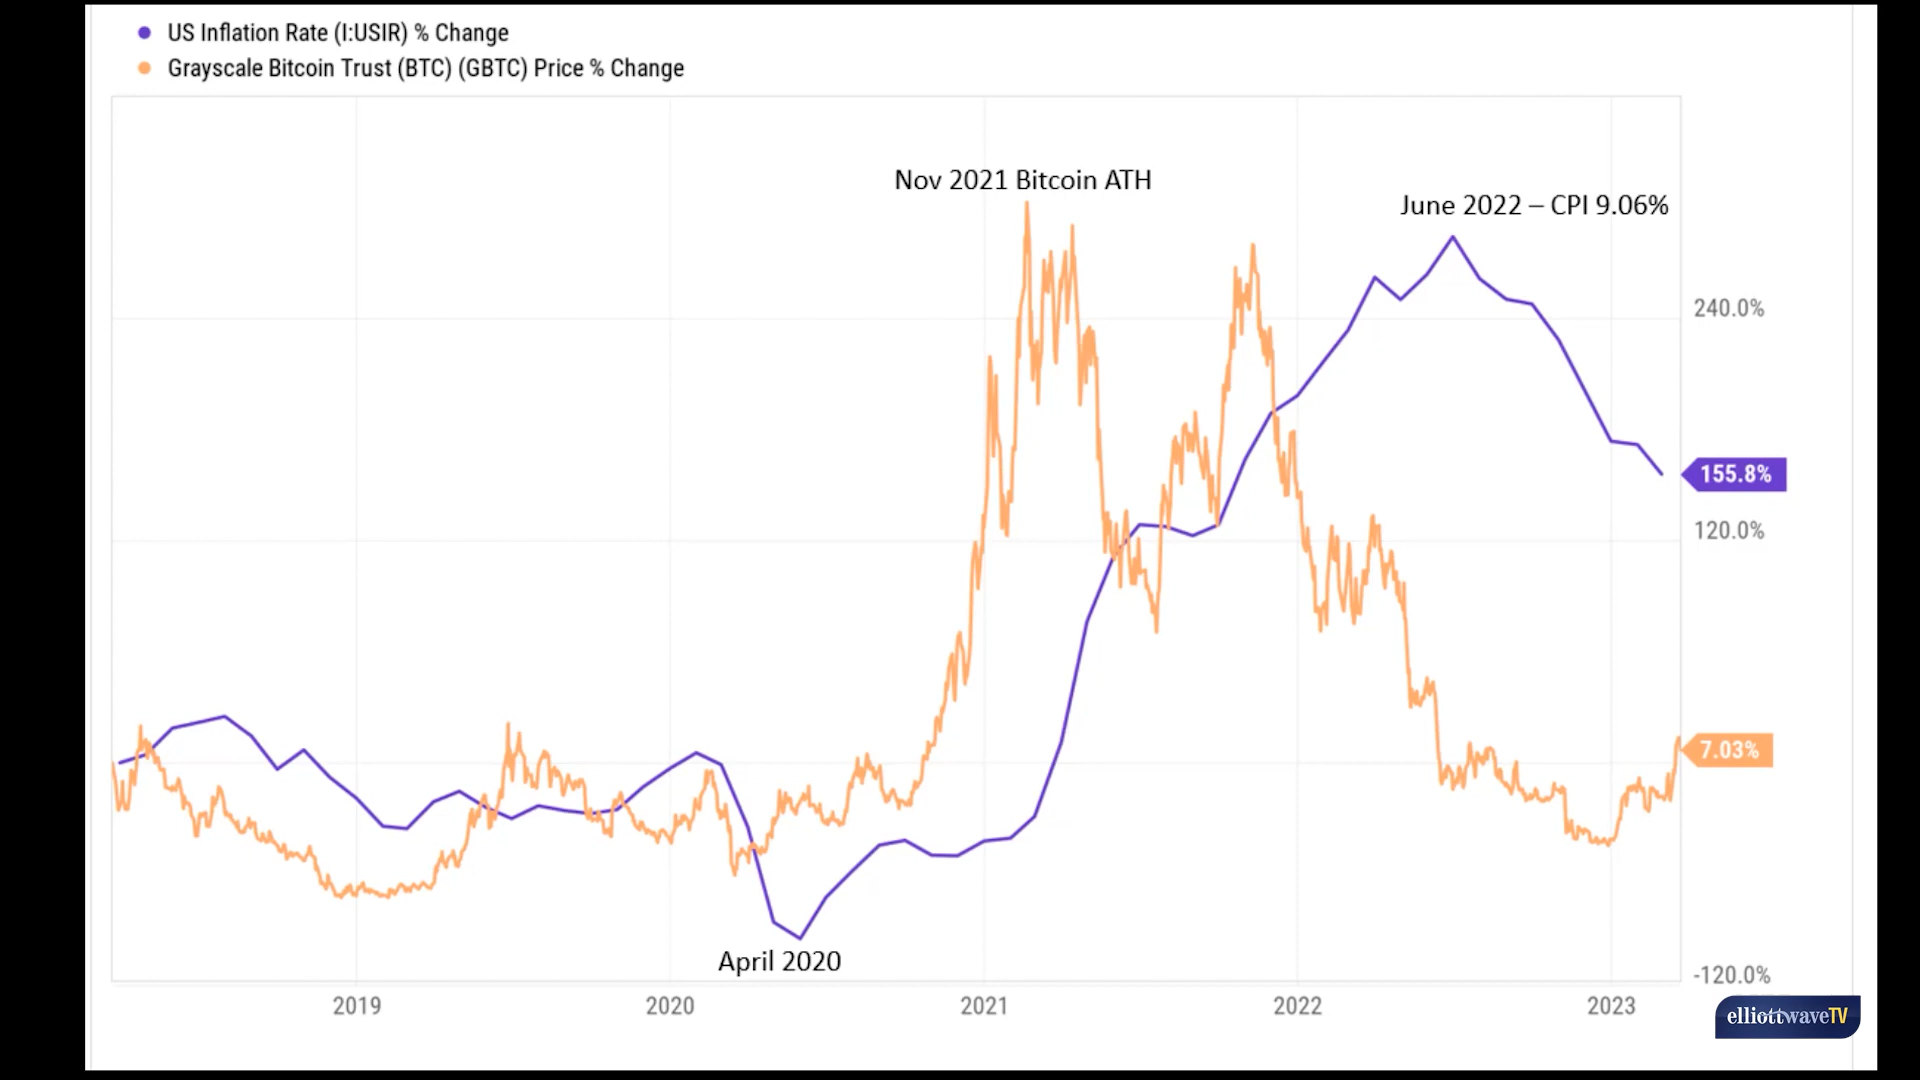 US Inflation Rate (I:USIR) % Change
Grayscale Bitcoin Trust (BTC) (GBTC) Price % Change
Nov 2021 Bitcoin ATH
June 2022 – CPI 9.06%
240.0%
155.8%
120.0%
7.03%
April 2020
-120.0%
2019 2020 2021 2022 2023
elliottwaveTV